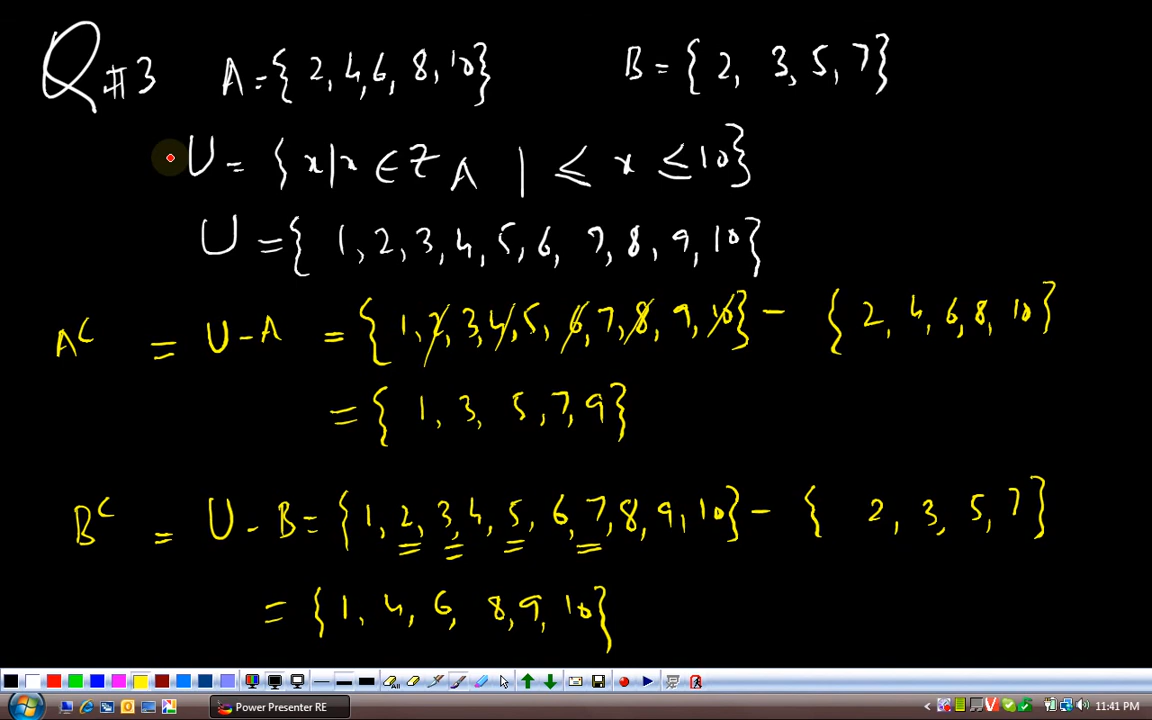 Q#3 A={2,4,6,8,10} B={2, 3,5,7}
U={x|x∈Z ∧ 1≤x≤10}
U={1,2,3,4,5,6,7,8,9,10}
A^c = U-A = {1,2,3,4,5,6,7,8,9,10} - {2,4,6,8,10}
={1,3,5,7,9}
B^c = U-B={1,2,3,4,5,6,7,8,9,10} - {2,3,5,7}
={1,4,6,8,9,10}
All
Power Presenter RE
11:41 PM